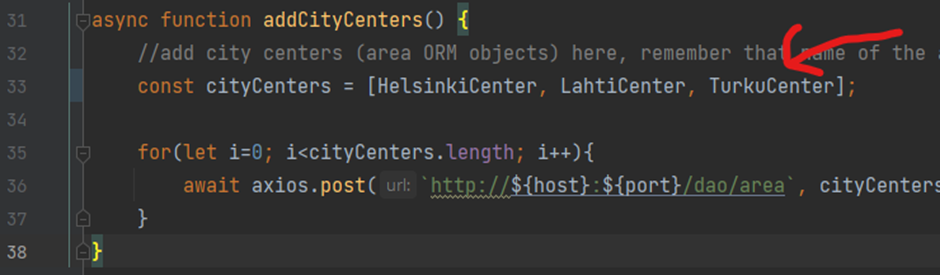 31 async function addCityCenters() {
32 //add city centers (area ORM objects) here, remember that name of the
33 const cityCenters = [HelsinkiCenter, LahtiCenter, TurkuCenter];
34
35 for(let i=0; i<cityCenters.length; i++){
36 await axios.post( url: `http://${host}:${port}/dao/area`, cityCenters
37 }
38 }